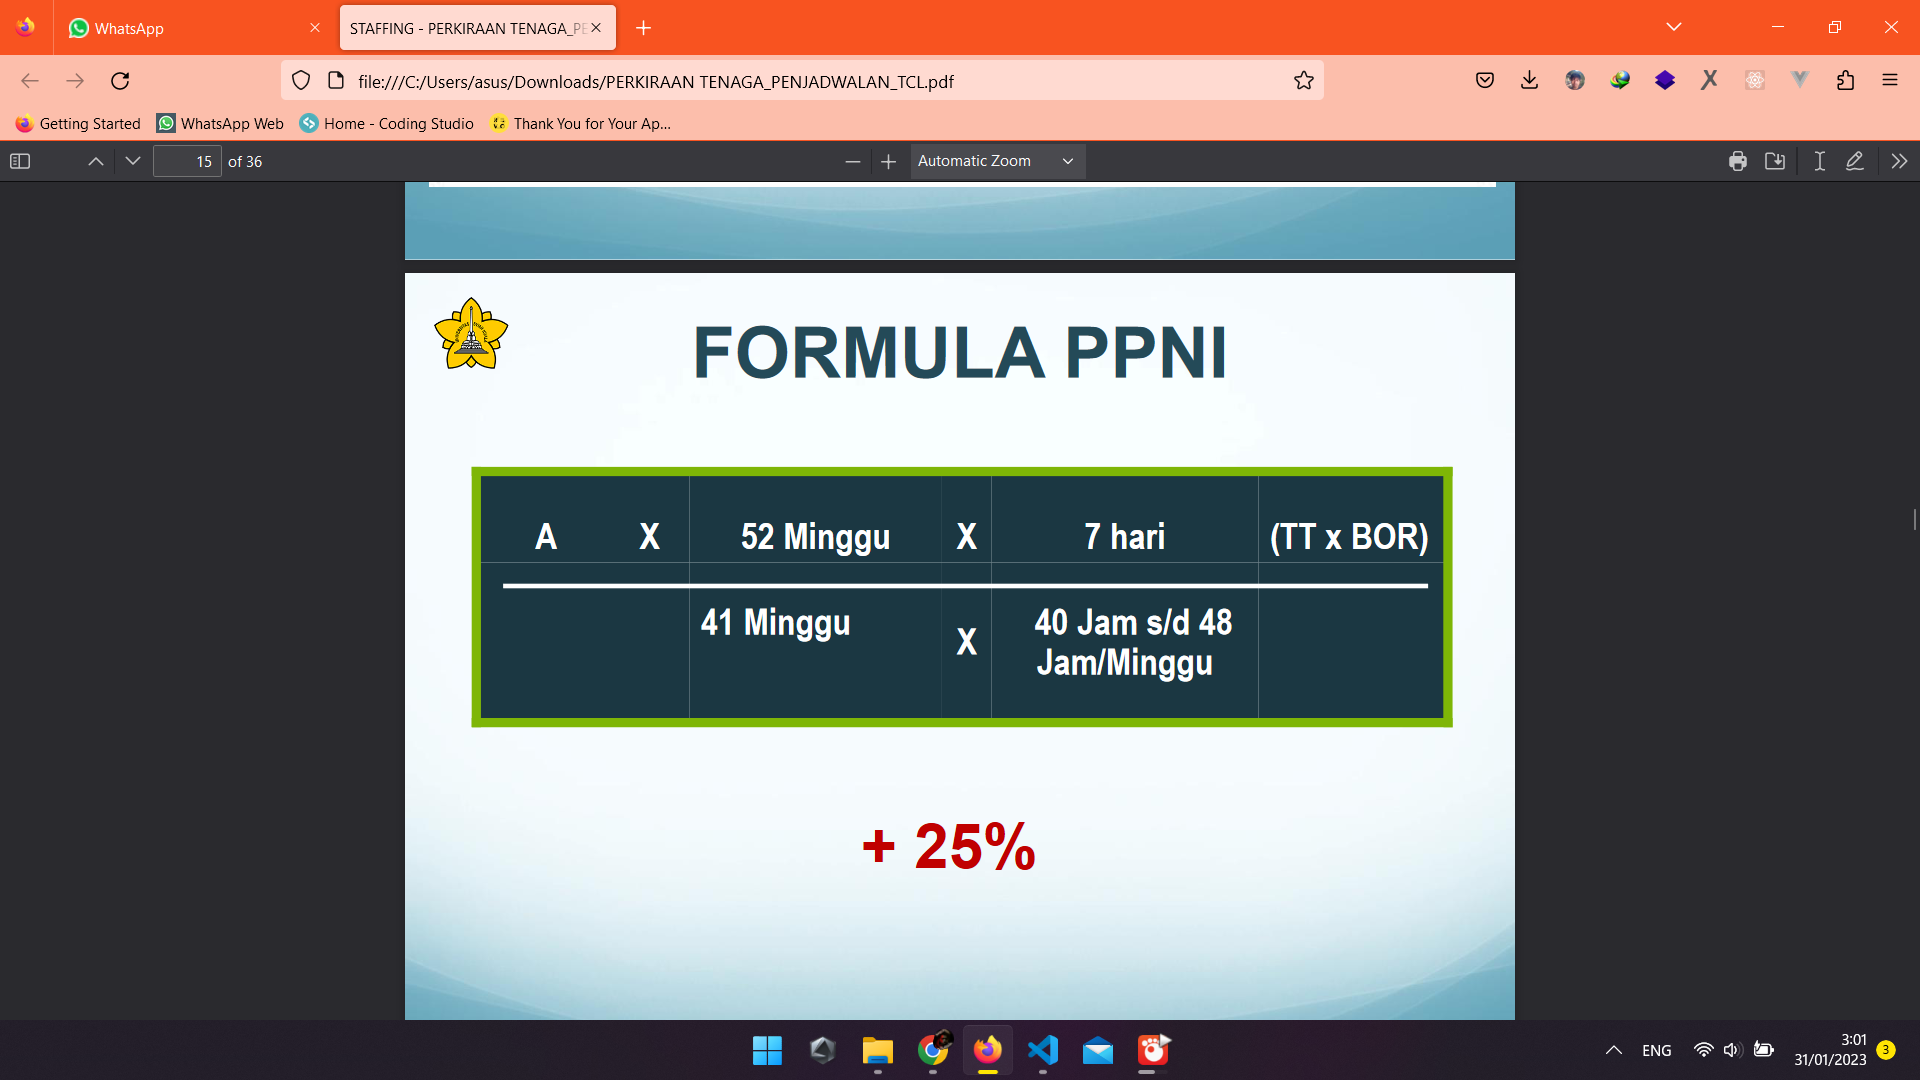 WhatsApp
STAFFING - PERKIRAAN TENAGA_PE
file:///C:/Users/asus/Downloads/PERKIRAAN TENAGA_PENJADWALAN_TCL.pdf
Getting Started
WhatsApp Web
Home - Coding Studio
Thank You for Your Ap...
15 of 36
Automatic Zoom
FORMULA PPNI
A X 52 Minggu X 7 hari (TT x BOR)
41 Minggu X 40 Jam s/d 48
Jam/Minggu
+ 25%
ENG
3:01
31/01/2023
3